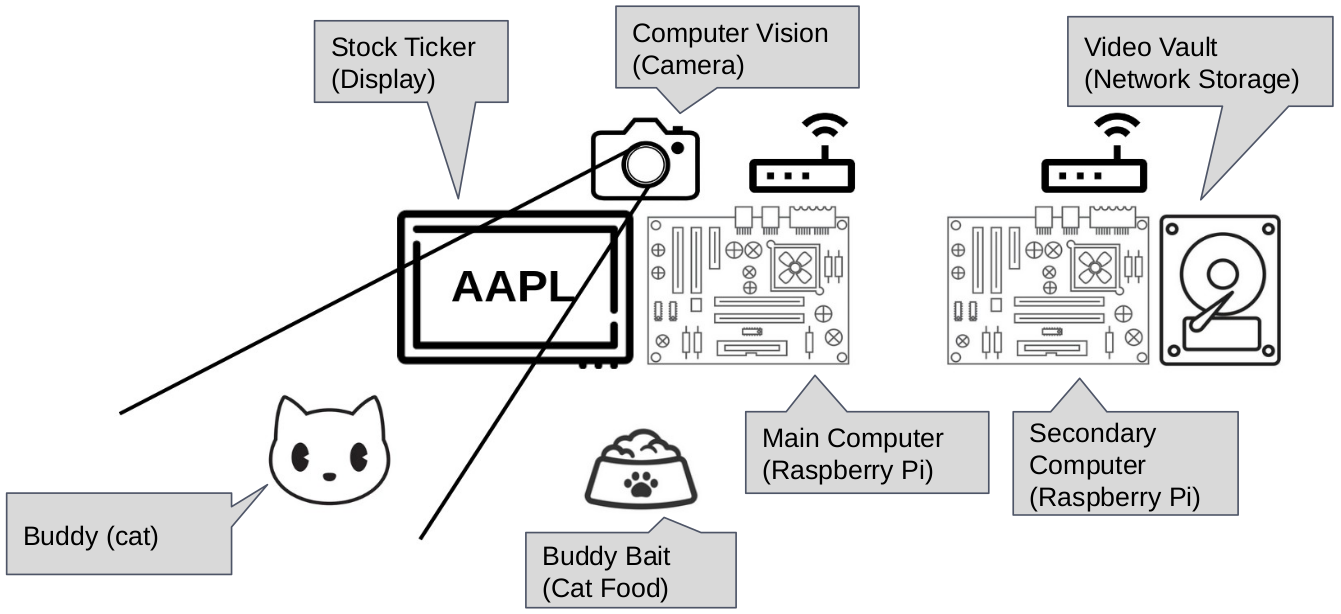 Stock Ticker
(Display)
Computer Vision
(Camera)
Video Vault
(Network Storage)
AAPL
Main Computer
(Raspberry Pi)
Secondary
Computer
(Raspberry Pi)
Buddy (cat)
Buddy Bait
(Cat Food)